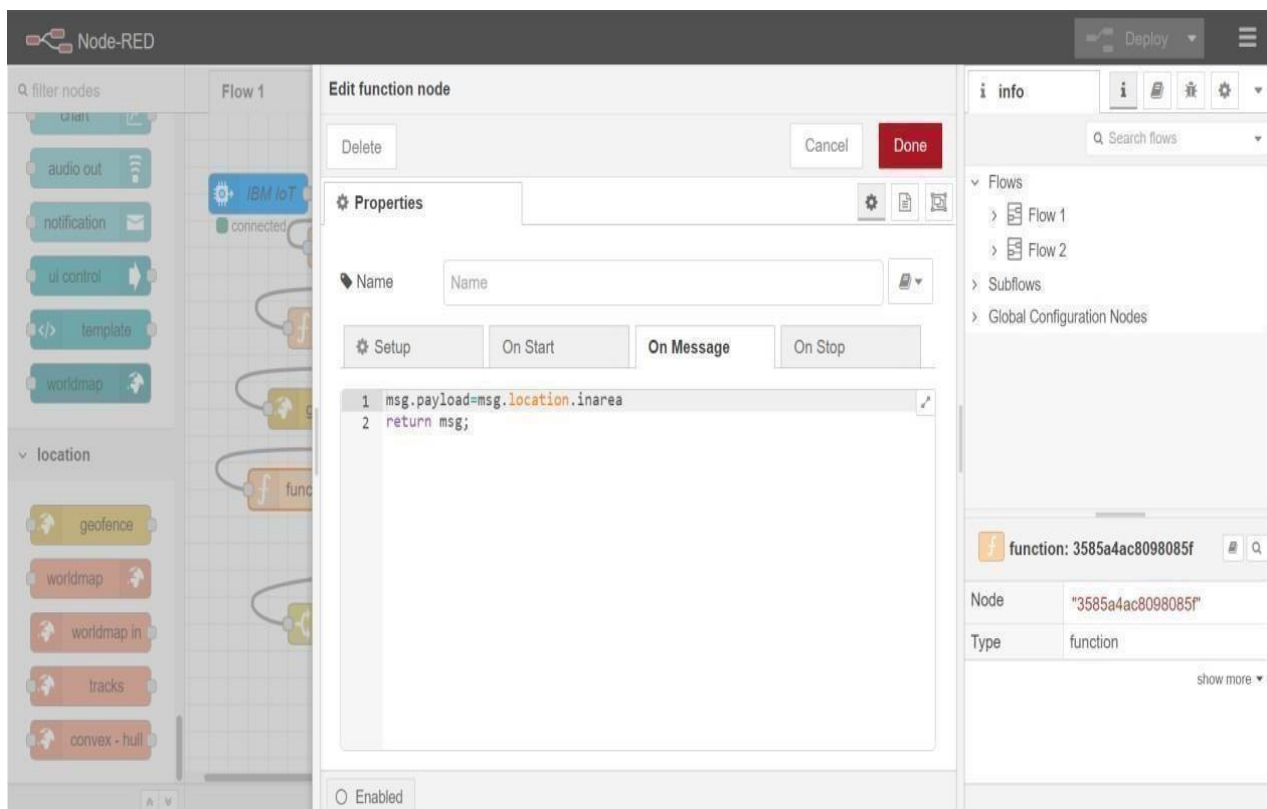 Node-RED
Deploy
filter nodes
chart
audio out
notification
ui control
template
worldmap
location
geofence
worldmap
worldmap in
tracks
convex - hull
Flow 1
IBM IoT
connected
func
Edit function node
Delete
Cancel
Done
Properties
Name
Name
Setup
On Start
On Message
On Stop
1 msg.payload=msg.location.inarea
2 return msg;
Enabled
i info
i
Search flows
Flows
Flow 1
Flow 2
Subflows
Global Configuration Nodes
function: 3585a4ac8098085f
Node "3585a4ac8098085f"
Type function
show more